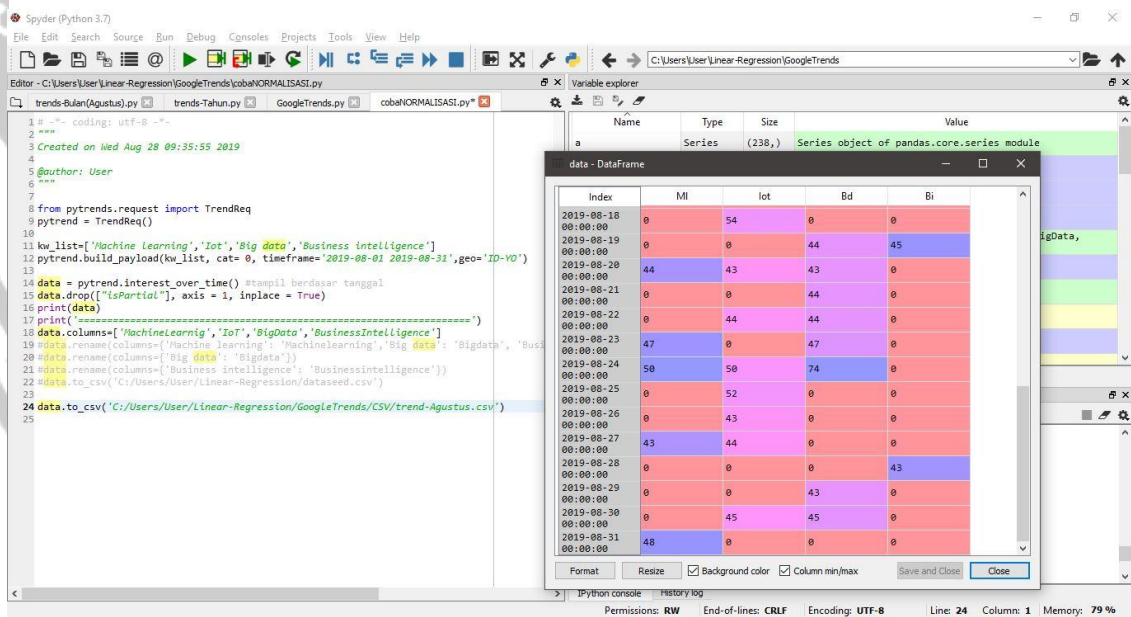 Spyder (Python 3.7)
File Edit Search Source Run Debug Consoles Projects Tools View Help
C:\Users\User\Linear-Regression\GoogleTrends
Editor - C:\Users\User\Linear-Regression\GoogleTrends\cobaNORMALISASI.py
trends-Bulan(Agustus).py trends-Tahun.py GoogleTrends.py cobaNORMALISASI.py*
1 # -*- coding: utf-8 -*-
2 """
3 Created on Wed Aug 28 09:35:55 2019
4
5 @author: User
6 """
7
8 from pytrends.request import TrendReq
9 pytrend = TrendReq()
10
11 kw_list=['Machine Learning','Iot','Big data','Business intelligence']
12 pytrend.build_payload(kw_list, cat= 0, timeframe='2019-08-01 2019-08-31',geo='ID-YO')
13
14 data = pytrend.interest_over_time() #tampil berdasar tanggal
15 data.drop(["isPartial"], axis = 1, inplace = True)
16 print(data)
17 print('=================================================================')
18 data.columns=['MachineLearnig','IoT','BigData','BusinessIntelligence']
19 #data.rename(columns={'Machine learning': 'Machinelearning','Big data': 'Bigdata', 'Busi
20 #data.rename(columns={'Big data': 'Bigdata'})
21 #data.rename(columns={'Business intelligence': 'Businessintelligence'})
22 #data.to_csv('C:/Users/User/Linear-Regression/dataseed.csv')
23
24 data.to_csv('C:/Users/User/Linear-Regression/GoogleTrends/CSV/trend-Agustus.csv')
25
Variable explorer
Name Type Size Value
a Series (238,) Series object of pandas.core.series module
igData,
data - DataFrame
Index Ml Iot Bd Bi
2019-08-18 00:00:00 0 54 0 0
2019-08-19 00:00:00 0 0 44 45
2019-08-20 00:00:00 44 43 43 0
2019-08-21 00:00:00 0 0 44 0
2019-08-22 00:00:00 0 44 44 0
2019-08-23 00:00:00 47 0 47 0
2019-08-24 00:00:00 50 50 74 0
2019-08-25 00:00:00 0 52 0 0
2019-08-26 00:00:00 0 43 0 0
2019-08-27 00:00:00 43 44 0 0
2019-08-28 00:00:00 0 0 0 43
2019-08-29 00:00:00 0 0 43 0
2019-08-30 00:00:00 0 45 45 0
2019-08-31 00:00:00 48 0 0 0
Format Resize Background color Column min/max Save and Close Close
IPython console History log
Permissions: RW End-of-lines: CRLF Encoding: UTF-8 Line: 24 Column: 1 Memory: 79 %